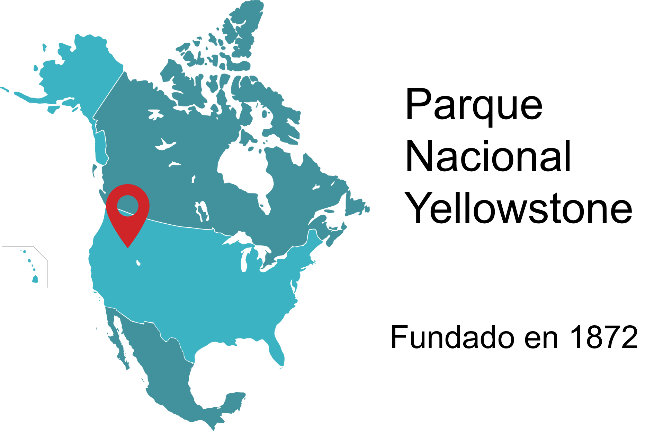 Parque
Nacional
Yellowstone
Fundado en 1872